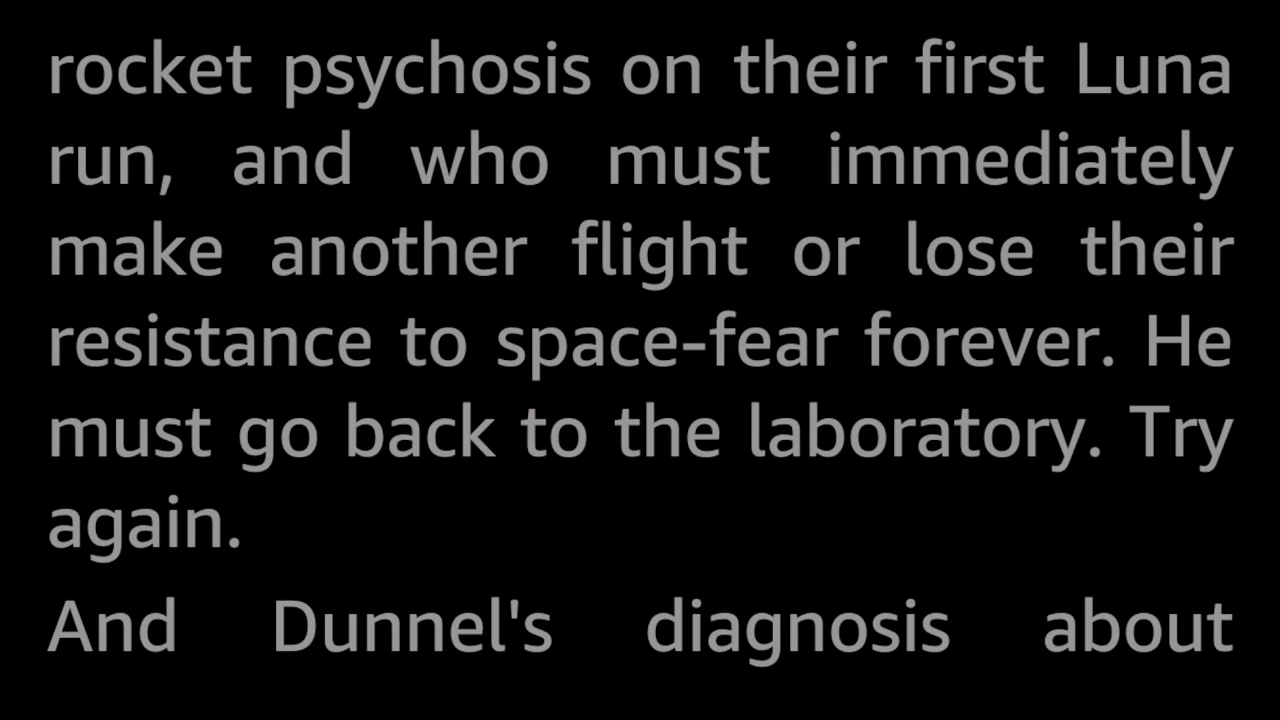 rocket psychosis on their first Luna
run, and who must immediately
make another flight or lose their
resistance to space-fear forever. He
must go back to the laboratory. Try
again.
And Dunnel's diagnosis about